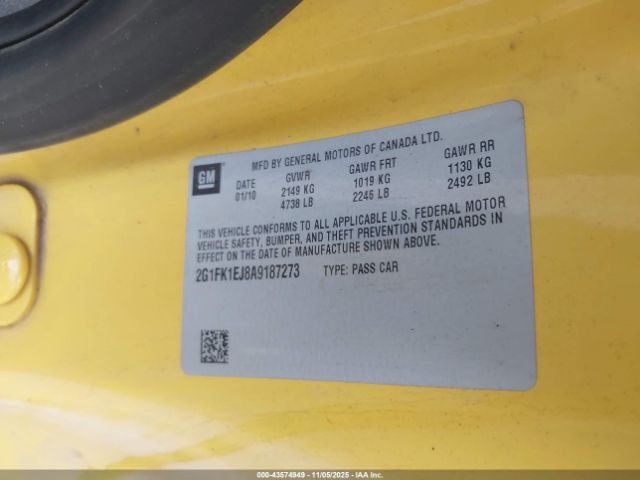 GM
MFD BY GENERAL MOTORS OF CANADA LTD.
DATE GVWR GAWR FRT GAWR RR
01/10 2149 KG 1019 KG 1130 KG
4738 LB 2246 LB 2492 LB
THIS VEHICLE CONFORMS TO ALL APPLICABLE U.S. FEDERAL MOTOR
VEHICLE SAFETY, BUMPER, AND THEFT PREVENTION STANDARDS IN
EFFECT ON THE DATE OF MANUFACTURE SHOWN ABOVE.
2G1FK1EJ8A9187273 TYPE: PASS CAR
000-43574949 - 11/05/2025 - IAAI.com